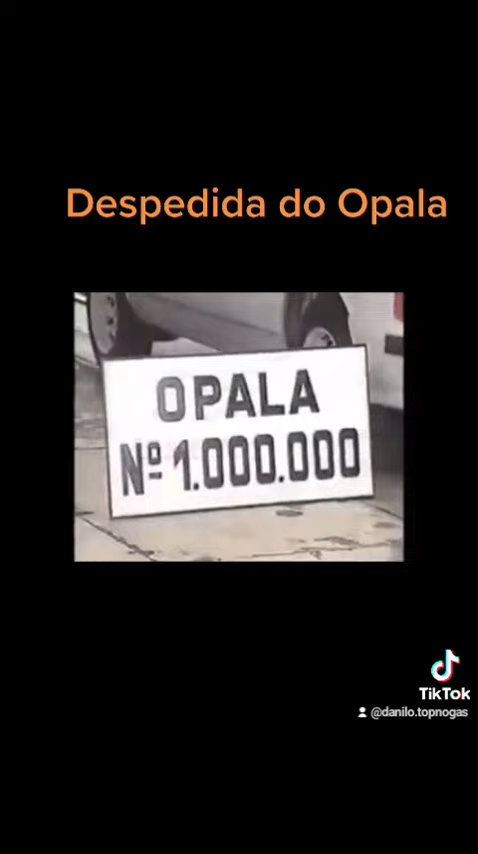 Despedida do Opala
OPALA
Nº 1.000.000
TikTok
@danilo.topnogas